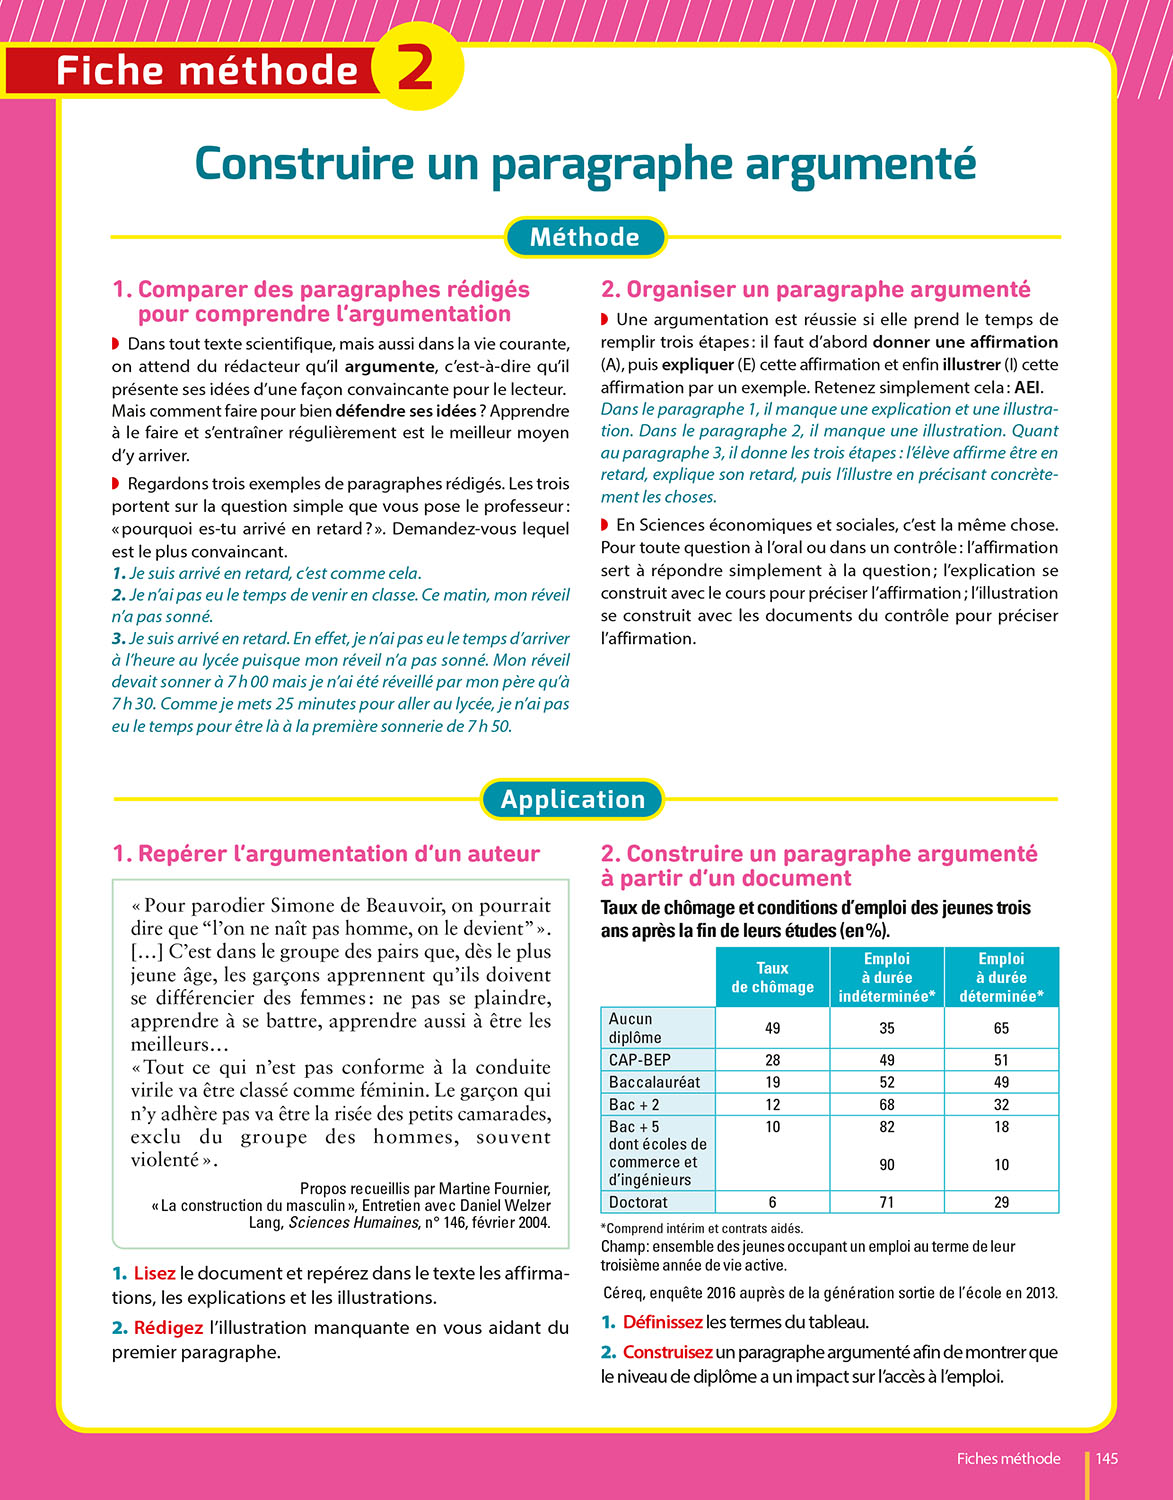 Fiche méthode 2
Construire un paragraphe argumenté
Méthode
1. Comparer des paragraphes rédigés
pour comprendre l’argumentation
◗ Dans tout texte scientifique, mais aussi dans la vie courante,
on attend du rédacteur qu’il argumente, c’est-à-dire qu’il
présente ses idées d’une façon convaincante pour le lecteur.
Mais comment faire pour bien défendre ses idées ? Apprendre
à le faire et s’entraîner régulièrement est le meilleur moyen
d’y arriver.
◗ Regardons trois exemples de paragraphes rédigés. Les trois
portent sur la question simple que vous pose le professeur :
« pourquoi es-tu arrivé en retard ? ». Demandez-vous lequel
est le plus convaincant.
1. Je suis arrivé en retard, c’est comme cela.
2. Je n’ai pas eu le temps de venir en classe. Ce matin, mon réveil
n’a pas sonné.
3. Je suis arrivé en retard. En effet, je n’ai pas eu le temps d’arriver
à l’heure au lycée puisque mon réveil n’a pas sonné. Mon réveil
devait sonner à 7 h 00 mais je n’ai été réveillé par mon père qu’à
7 h 30. Comme je mets 25 minutes pour aller au lycée, je n’ai pas
eu le temps pour être là à la première sonnerie de 7 h 50.
2. Organiser un paragraphe argumenté
◗ Une argumentation est réussie si elle prend le temps de
remplir trois étapes : il faut d’abord donner une affirmation
(A), puis expliquer (E) cette affirmation et enfin illustrer (I) cette
affirmation par un exemple. Retenez simplement cela : AEI.
Dans le paragraphe 1, il manque une explication et une illustra-
tion. Dans le paragraphe 2, il manque une illustration. Quant
au paragraphe 3, il donne les trois étapes : l’élève affirme être en
retard, explique son retard, puis l’illustre en précisant concrète-
ment les choses.
◗ En Sciences économiques et sociales, c’est la même chose.
Pour toute question à l’oral ou dans un contrôle : l’affirmation
sert à répondre simplement à la question ; l’explication se
construit avec le cours pour préciser l’affirmation ; l’illustration
se construit avec les documents du contrôle pour préciser
l’affirmation.
Application
1. Repérer l’argumentation d’un auteur
« Pour parodier Simone de Beauvoir, on pourrait
dire que “l’on ne naît pas homme, on le devient” ».
[…] C’est dans le groupe des pairs que, dès le plus
jeune âge, les garçons apprennent qu’ils doivent
se différencier des femmes : ne pas se plaindre,
apprendre à se battre, apprendre aussi à être les
meilleurs…
« Tout ce qui n’est pas conforme à la conduite
virile va être classé comme féminin. Le garçon qui
n’y adhère pas va être la risée des petits camarades,
exclu du groupe des hommes, souvent
violenté ».
Propos recueillis par Martine Fournier,
« La construction du masculin », Entretien avec Daniel Welzer
Lang, Sciences Humaines, n° 146, février 2004.
1. Lisez le document et repérez dans le texte les affirma-
tions, les explications et les illustrations.
2. Rédigez l’illustration manquante en vous aidant du
premier paragraphe.
2. Construire un paragraphe argumenté
à partir d’un document
Taux de chômage et conditions d’emploi des jeunes trois
ans après la fin de leurs études (en %).
Taux
de chômage
Emploi
à durée
indéterminée*
Emploi
à durée
déterminée*
Aucun
diplôme 49 35 65
CAP-BEP 28 49 51
Baccalauréat 19 52 49
Bac + 2 12 68 32
Bac + 5 10 82 18
dont écoles de
commerce et 90 10
d’ingénieurs
Doctorat 6 71 29
*Comprend intérim et contrats aidés.
Champ : ensemble des jeunes occupant un emploi au terme de leur
troisième année de vie active.
Céreq, enquête 2016 auprès de la génération sortie de l’école en 2013.
1. Définissez les termes du tableau.
2. Construisez un paragraphe argumenté afin de montrer que
le niveau de diplôme a un impact sur l’accès à l’emploi.
Fiches méthode 145